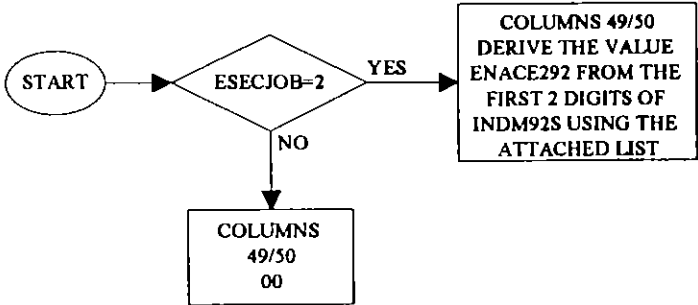 START
ESECJOB=2
YES
COLUMNS 49/50
DERIVE THE VALUE
ENACE292 FROM THE
FIRST 2 DIGITS OF
INDM92S USING THE
ATTACHED LIST
NO
COLUMNS
49/50
00